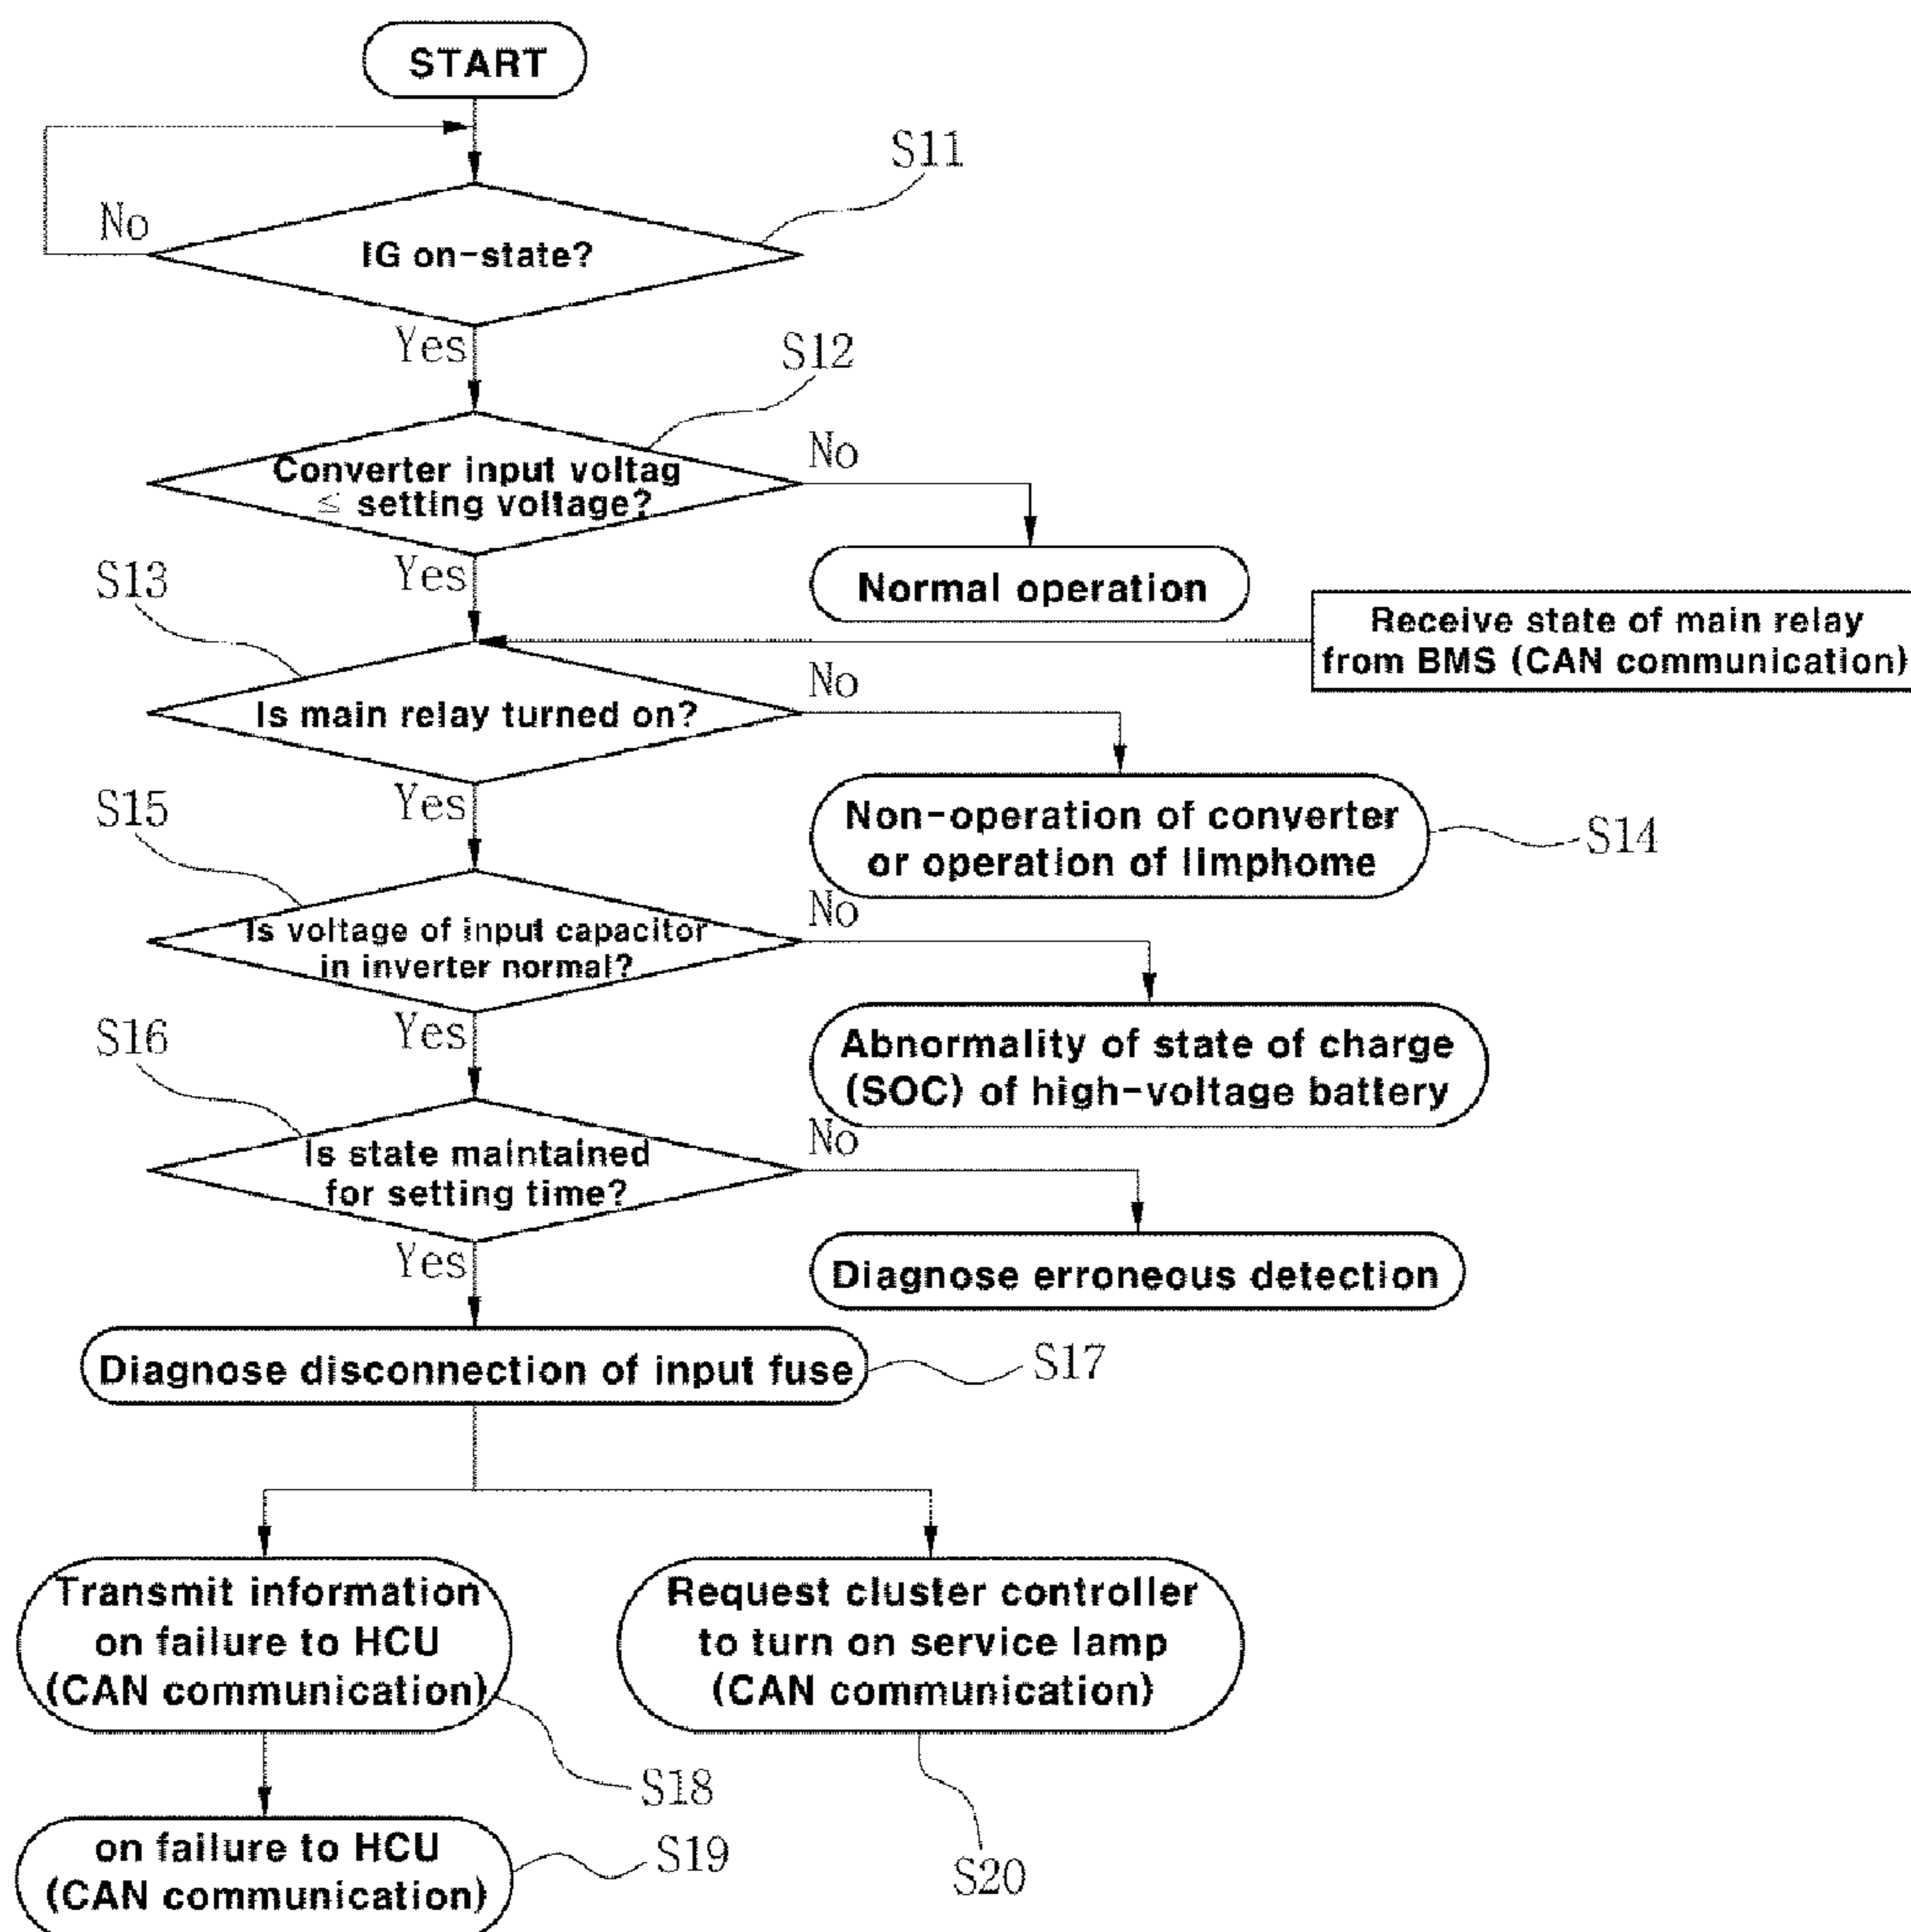 START
S11
No
IG on-state?
Yes
S12
No
Converter input voltag
≤ setting voltage?
Yes
Normal operation
S13
Receive state of main relay
from BMS (CAN communication)
No
Is main relay turned on?
Yes
S15
Non-operation of converter
or operation of limphome
S14
No
Is voltage of input capacitor
in inverter normal?
Yes
S16
Abnormality of state of charge
(SOC) of high-voltage battery
No
Is state maintained
for setting time?
Yes
Diagnose erroneous detection
Diagnose disconnection of input fuse
S17
Transmit information
on failure to HCU
(CAN communication)
Request cluster controller
to turn on service lamp
(CAN communication)
S18
on failure to HCU
(CAN communication)
S19
S20